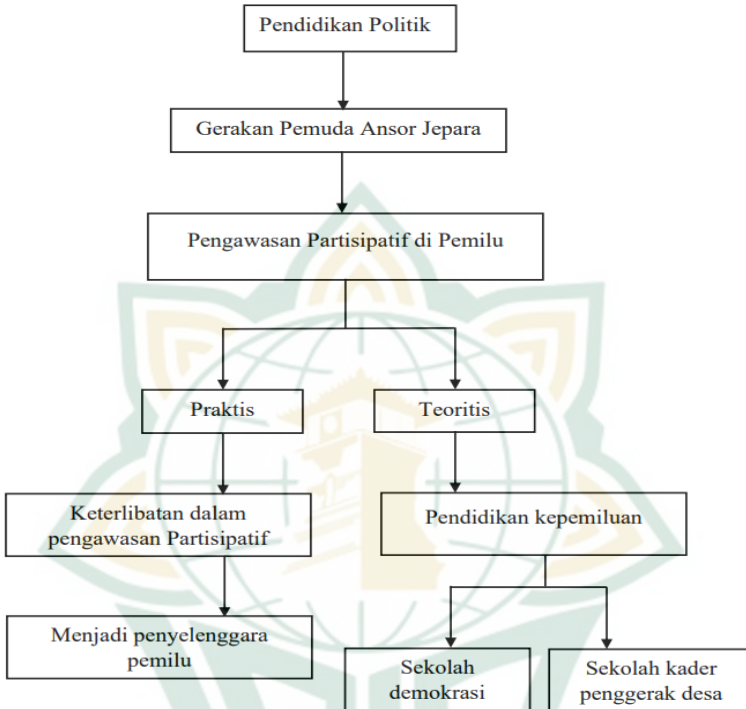 Pendidikan Politik
Gerakan Pemuda Ansor Jepara
Pengawasan Partisipatif di Pemilu
Praktis
Teoritis
Keterlibatan dalam
pengawasan Partisipatif
Pendidikan kepemiluan
Menjadi penyelenggara
pemilu
Sekolah
demokrasi
Sekolah kader
penggerak desa